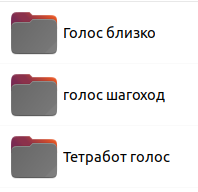 Голос близко
голос шагоход
Тетработ голос